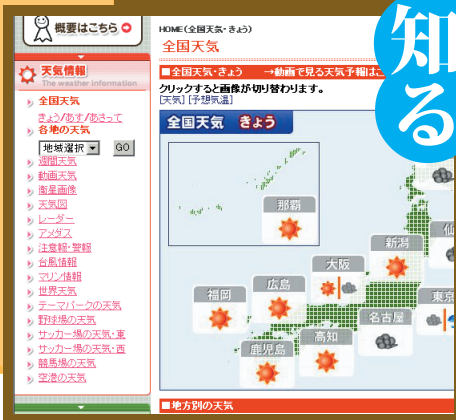 概要はこちら
天気情報
The weather information
全国天気
きょう/あす/あさって
各地の天気
地域選択
GO
週間天気
動画天気
衛星画像
天気図
レーダー
アメダス
注意報・警報
台風情報
マリン情報
世界天気
テーマパークの天気
野球場の天気
サッカー場の天気・東
サッカー場の天気・西
競馬場の天気
空港の天気
HOME(全国天気・きょう)
全国天気
■全国天気・きょう →動画で見る天気予報は
クリックすると画像が切り替わります。
[天気] [予想気温]
全国天気 きょう
那覇
新潟
仙
大阪
広島
福岡
東京
名古屋
高知
鹿児島
■地方別の天気
知る